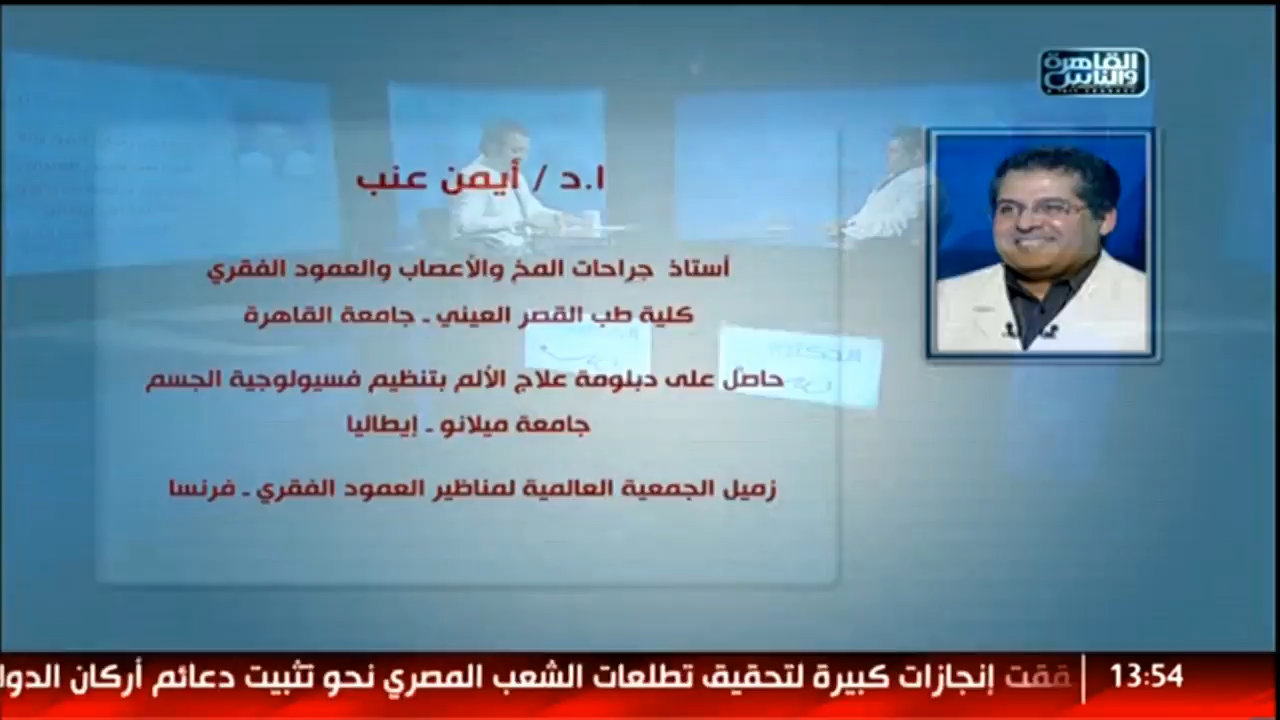 القاهرة
والناس
ا.د / أيمن عنب
أستاذ جراحات المخ والأعصاب والعمود الفقري
كلية طب القصر العيني - جامعة القاهرة
حاصل على دبلومة علاج الألم بتنظيم فسيولوجية الجسم
جامعة ميلانو - إيطاليا
زميل الجمعية العالمية لمناظير العمود الفقري - فرنسا
13:54
ققت إنجازات كبيرة لتحقيق تطلعات الشعب المصري نحو تثبيت دعائم أركان الدول